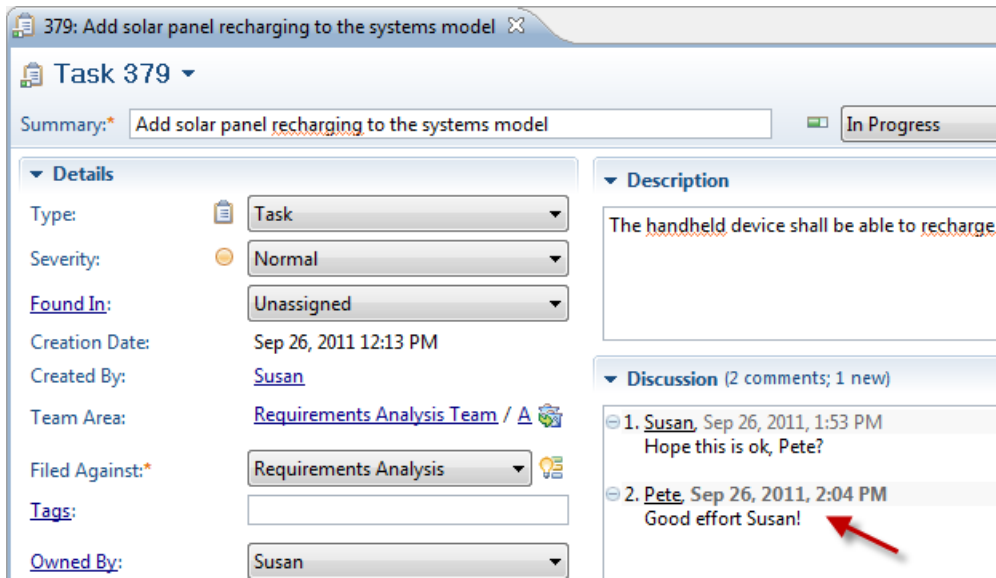 379: Add solar panel recharging to the systems model
Task 379
Summary:* Add solar panel recharging to the systems model In Progress
Details
Type: Task
Severity: Normal
Found In: Unassigned
Creation Date: Sep 26, 2011 12:13 PM
Created By: Susan
Team Area: Requirements Analysis Team / A
Filed Against:* Requirements Analysis
Tags:
Owned By: Susan
Description
The handheld device shall be able to recharge
Discussion (2 comments; 1 new)
1. Susan, Sep 26, 2011, 1:53 PM
Hope this is ok, Pete?
2. Pete, Sep 26, 2011, 2:04 PM
Good effort Susan!